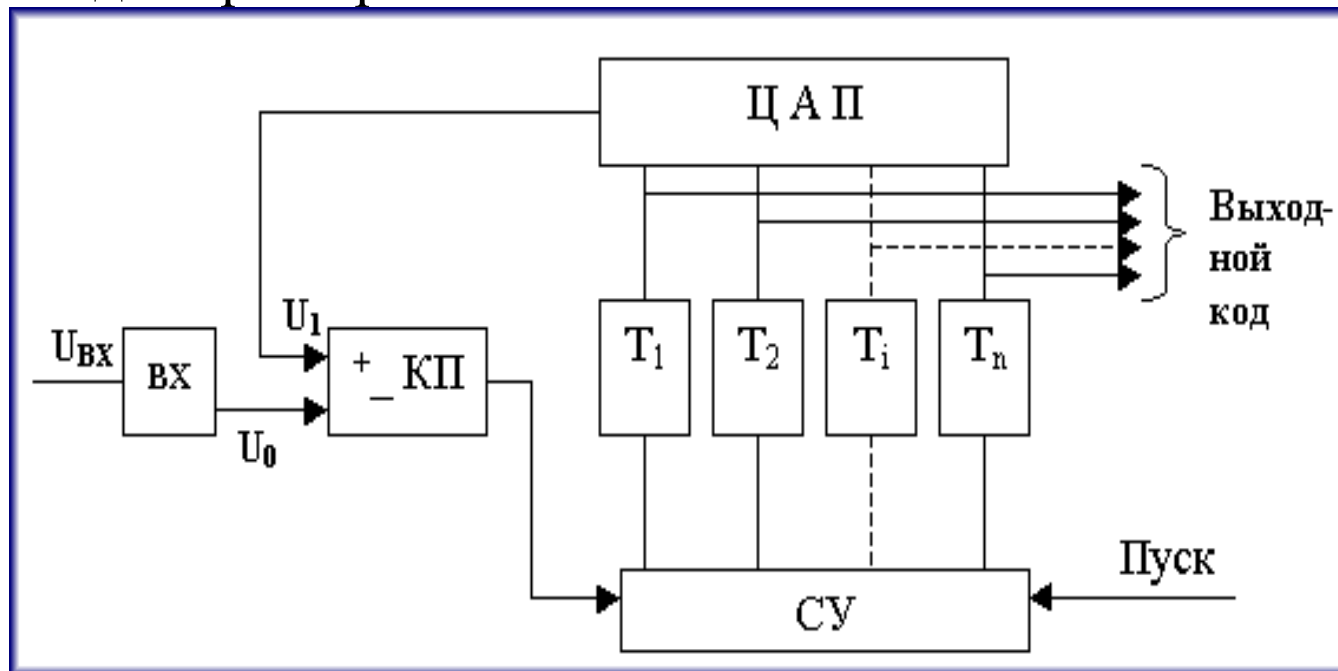 Ц А П
Выход-
ной
код
U1
UВХ
ВХ
+
_ КП
U0
T1
T2
Ti
Tn
Пуск
СУ